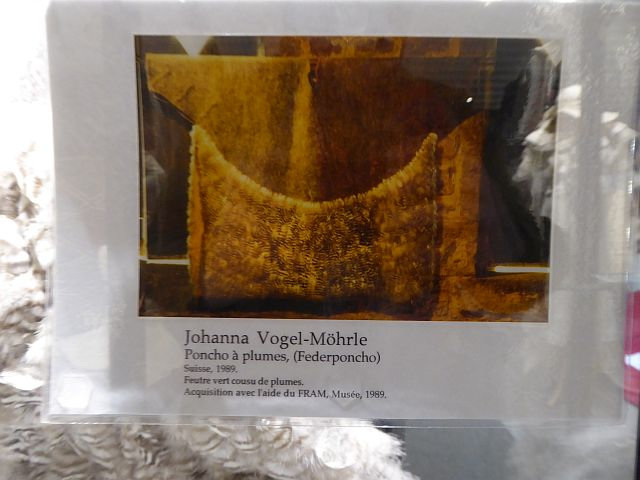 Johanna Vogel-Möhrle
Poncho à plumes, (Federponcho)
Suisse, 1989.
Feutre vert cousu de plumes.
Acquisition avec l'aide du FRAM, Musée, 1989.